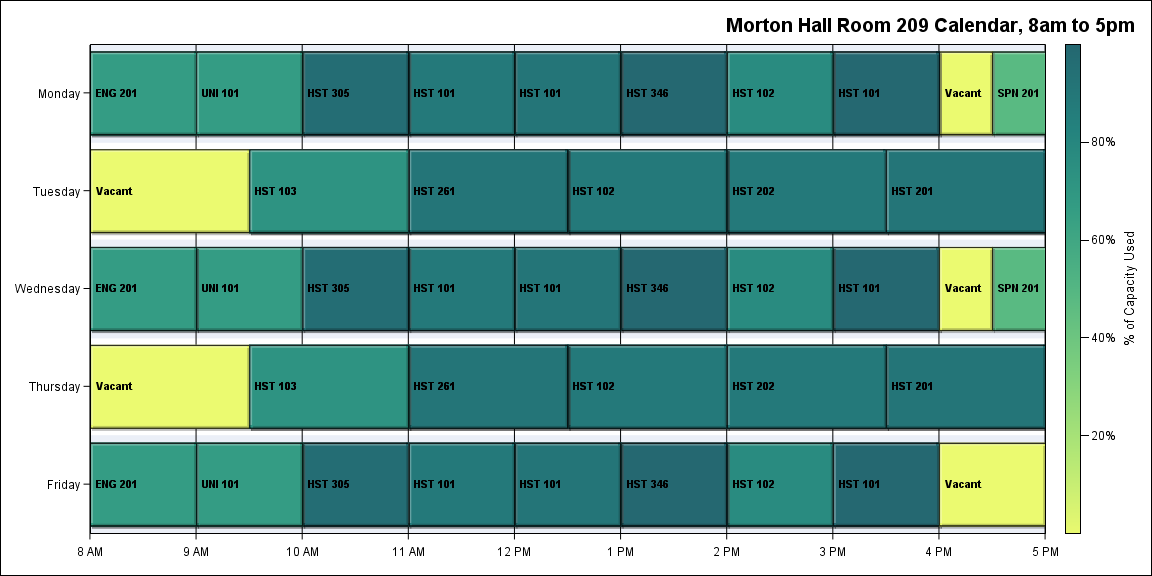 Morton Hall Room 209 Calendar, 8am to 5pm
Monday ENG 201 UNI 101 HST 305 HST 101 HST 101 HST 346 HST 102 HST 101 Vacant SPN 201
80%
Tuesday Vacant HST 103 HST 261 HST 102 HST 202 HST 201
60%
% of Capacity Used
Wednesday ENG 201 UNI 101 HST 305 HST 101 HST 101 HST 346 HST 102 HST 101 Vacant SPN 201
40%
Thursday Vacant HST 103 HST 261 HST 102 HST 202 HST 201
20%
Friday ENG 201 UNI 101 HST 305 HST 101 HST 101 HST 346 HST 102 HST 101 Vacant
8 AM 9 AM 10 AM 11 AM 12 PM 1 PM 2 PM 3 PM 4 PM 5 PM